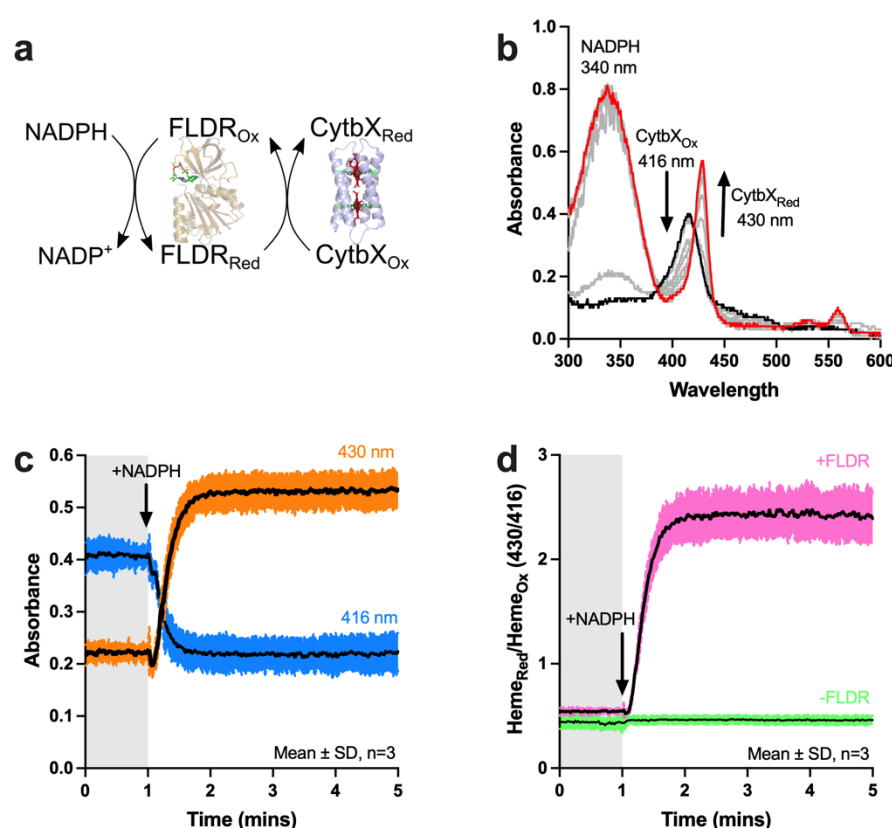 a
NADPH
FLDROx
CytbXRed
NADP+
FLDRRed
CytbXOx
b
Absorbance
1.0
0.8
0.6
0.4
0.2
0.0
NADPH
340 nm
CytbXOx
416 nm
CytbXRed
430 nm
300 350 400 450 500 550 600
Wavelength
c
Absorbance
0.6
0.5
0.4
0.3
0.2
0.1
0.0
+NADPH
430 nm
416 nm
Mean ± SD, n=3
0 1 2 3 4 5
Time (mins)
d
HemeRed/HemeOx (430/416)
3
2
1
0
+FLDR
+NADPH
-FLDR
Mean ± SD, n=3
0 1 2 3 4 5
Time (mins)